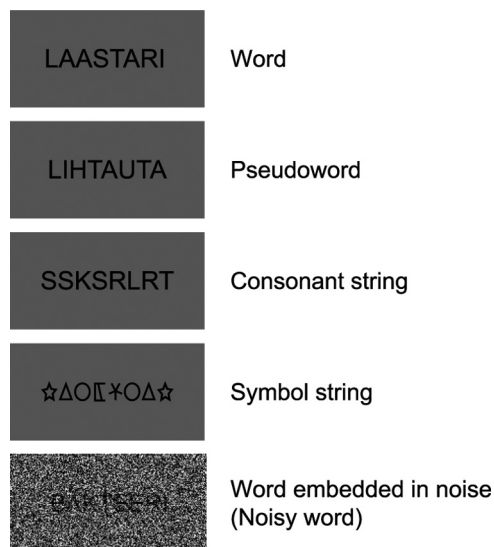 LAASTARI Word
LIHTAUTA Pseudoword
SSKSRLRT Consonant string
Symbol string
Word embedded in noise
(Noisy word)